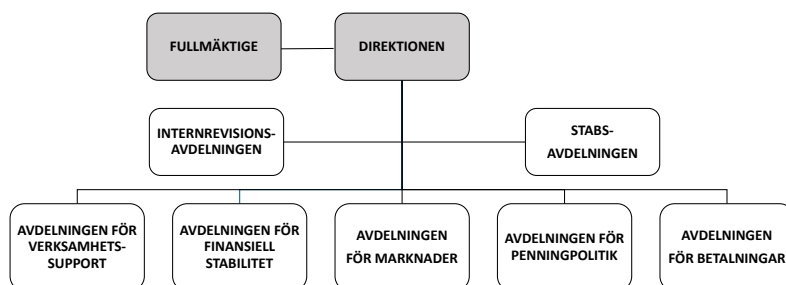 FULLMÄKTIGE
DIREKTIONEN
INTERNREVISIONS-
AVDELNINGEN
STABS-
AVDELNINGEN
AVDELNINGEN FÖR
VERKSAMHETS-
SUPPORT
AVDELNINGEN FÖR
FINANSIELL
STABILITET
AVDELNINGEN
FÖR MARKNADER
AVDELNINGEN FÖR
PENNINGPOLITIK
AVDELNINGEN
FÖR BETALNINGAR